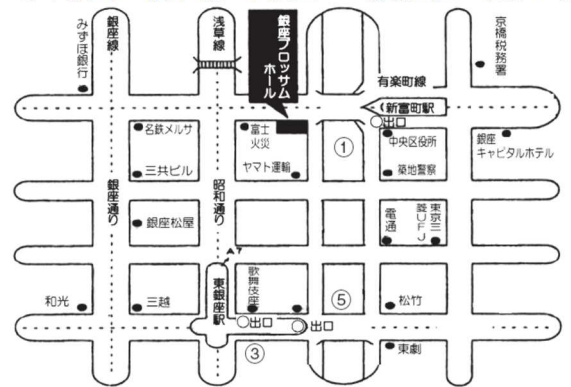 みずほ銀行
銀座線
浅草線
銀座ブロッサム
ホール
京橋税務署
有楽町線
新富町駅
出口
名鉄メルサ
富士
火災
①
中央区役所
銀座
キャピタルホテル
三共ビル
ヤマト運輸
築地警察
銀座通り
昭和通り
銀座松屋
電通
東京三
菱UFJ
A7
東銀座駅
歌舞伎座
和光
三越
⑤
松竹
出口
出口
③
東劇